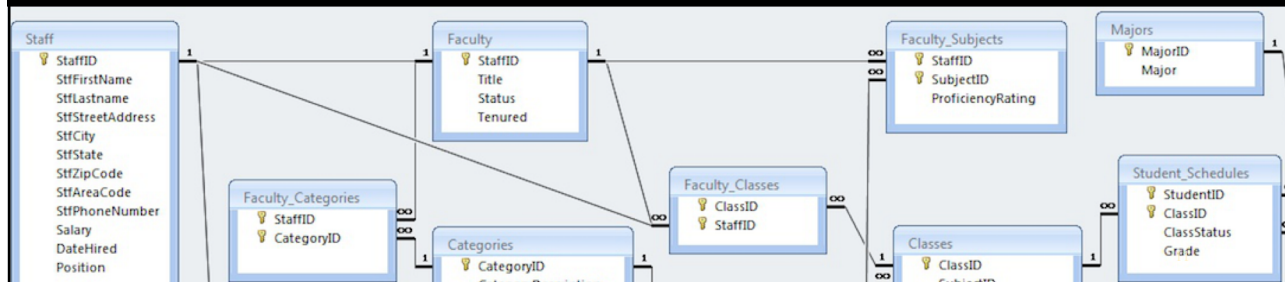 Staff
StaffID
StfFirstName
StfLastname
StfStreetAddress
StfCity
StfState
StfZipCode
StfAreaCode
StfPhoneNumber
Salary
DateHired
Position
1
Faculty_Categories
StaffID
CategoryID
∞
∞
Faculty
StaffID
Title
Status
Tenured
1
1
Categories
CategoryID
1
1
Faculty_Classes
ClassID
StaffID
∞
∞
Faculty_Subjects
StaffID
SubjectID
ProficiencyRating
∞
∞
Classes
ClassID
SubjectID
1
∞
1
Majors
MajorID
Major
1
Student_Schedules
StudentID
ClassID
ClassStatus
Grade
∞